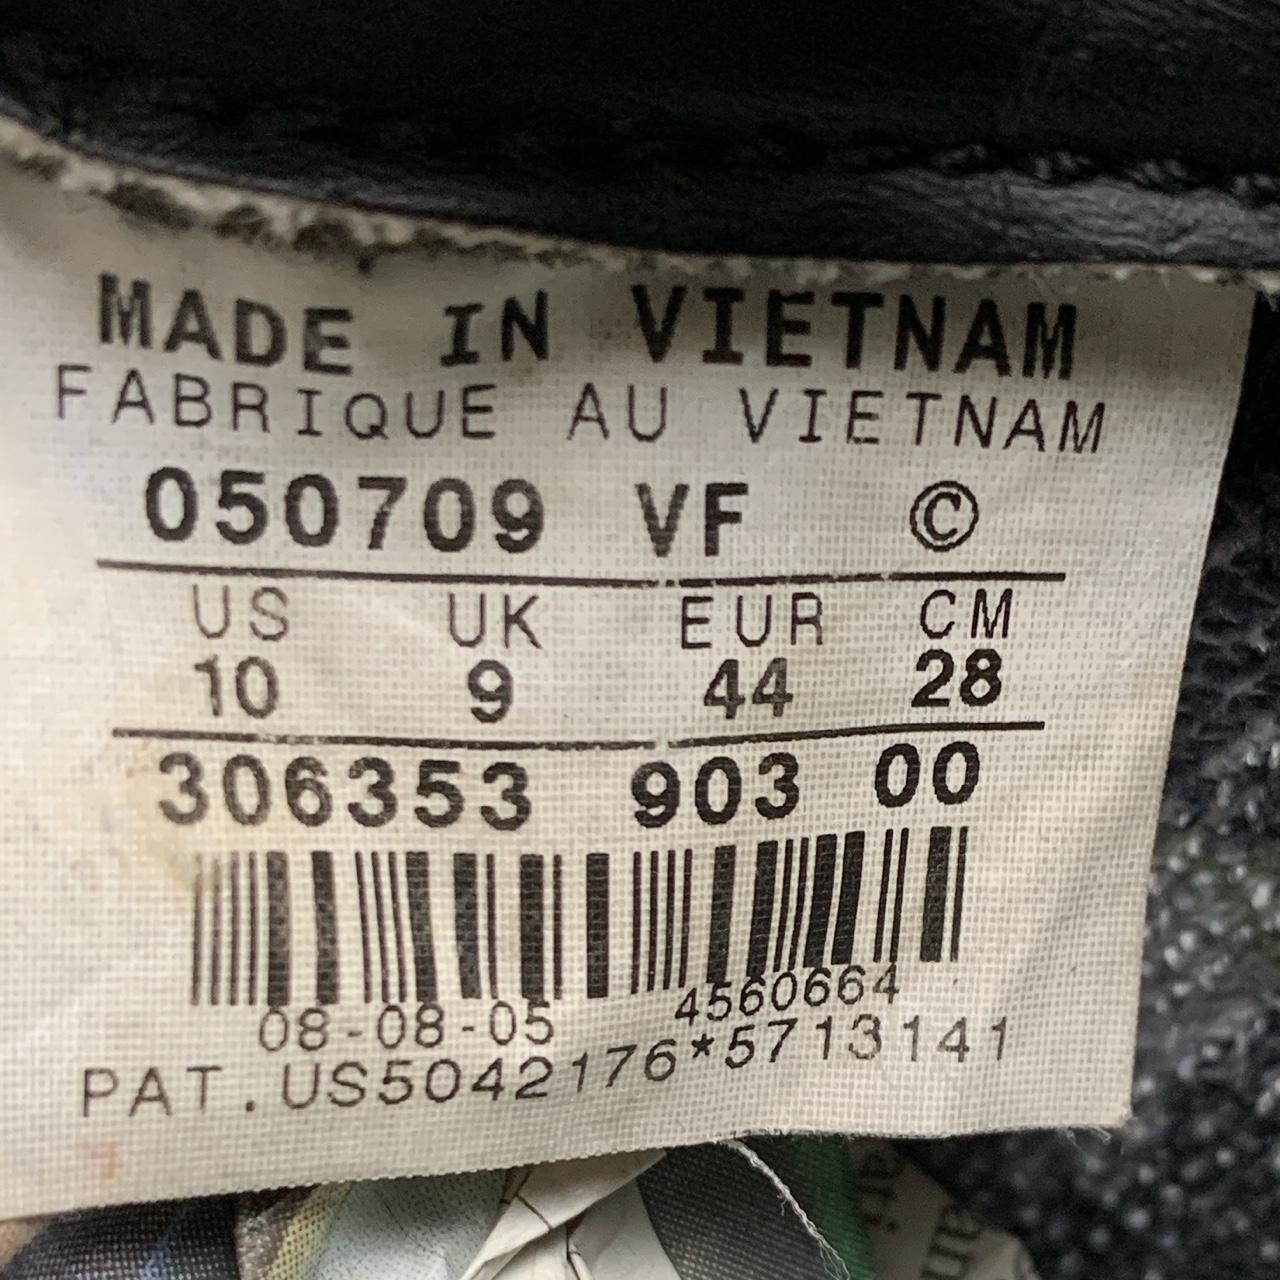 MADE IN VIETNAM
FABRIQUE AU VIETNAM
050709 VF ©
US UK EUR CM
10 9 44 28
306353 903 00
08-08-05 4560664
PAT.US5042176*5713141